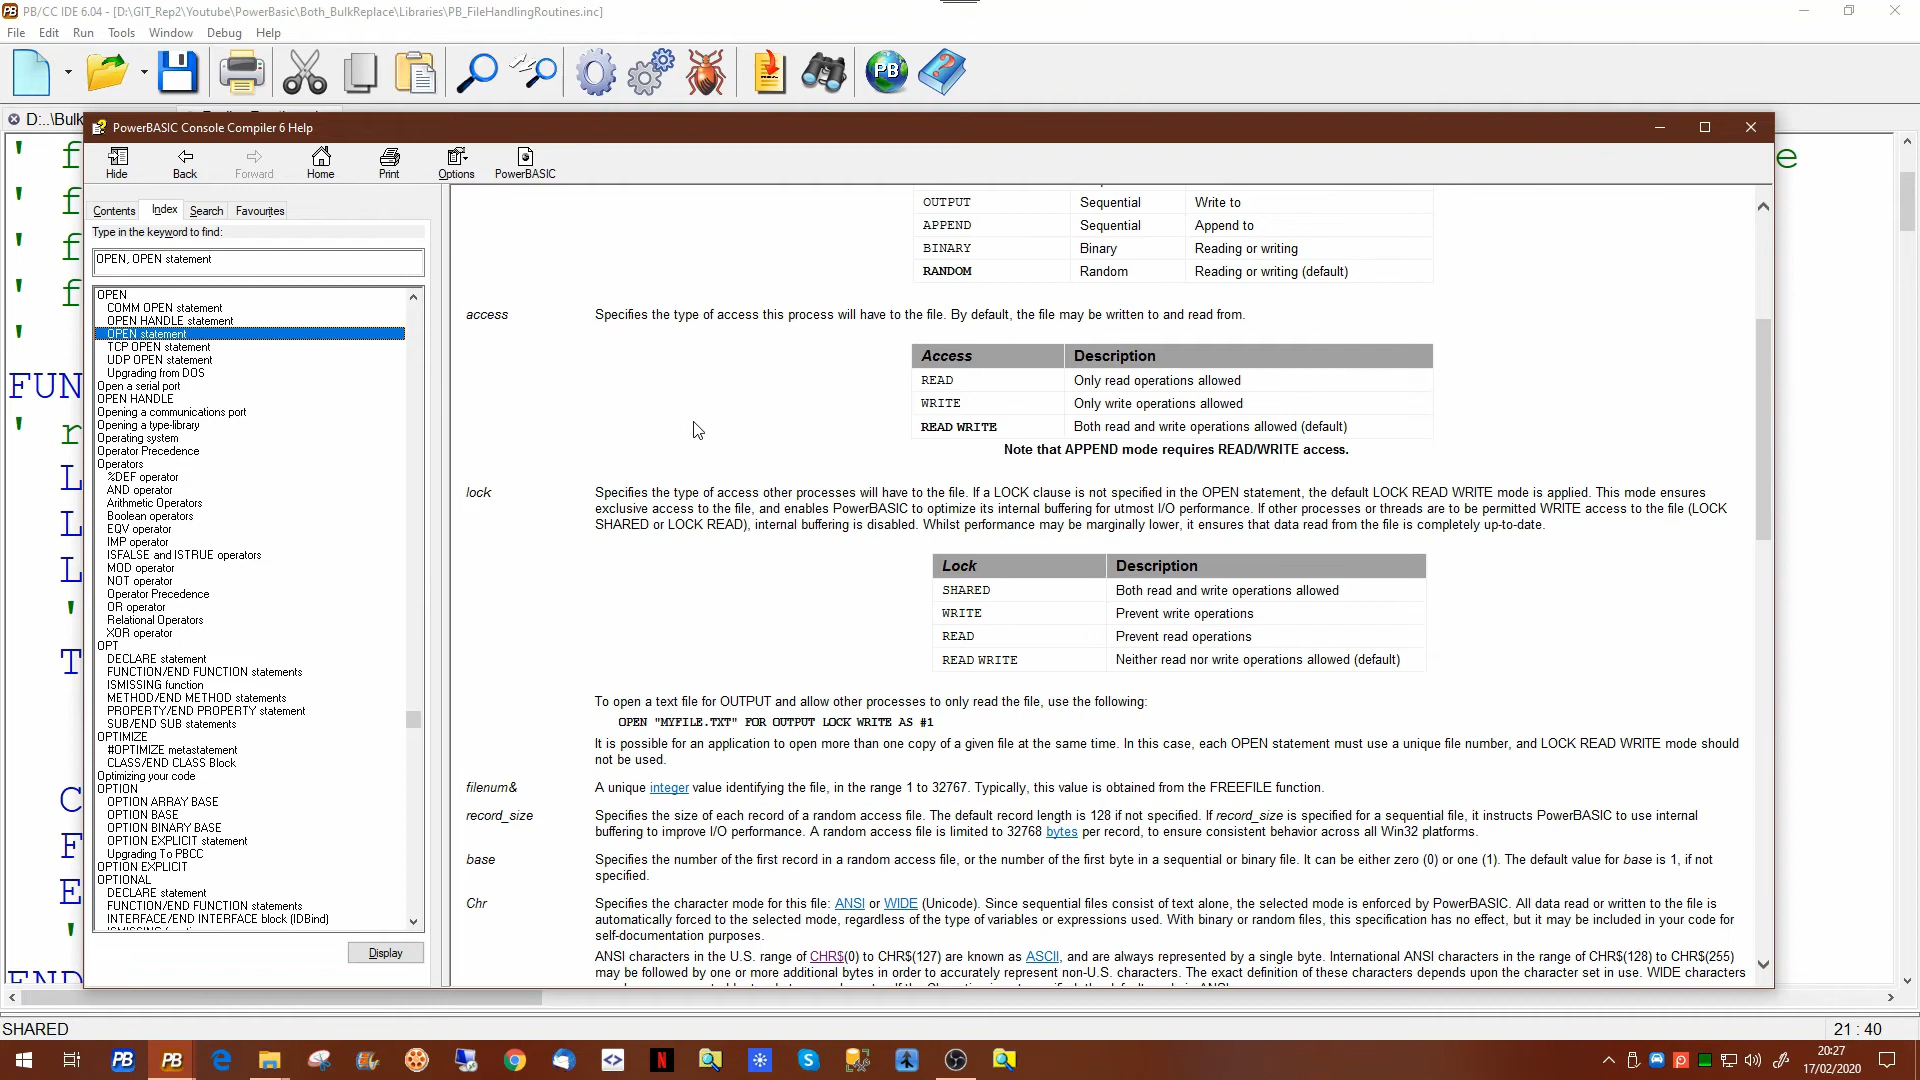 PB/CC IDE 6.04 - [D:\GIT_Rep2\Youtube\PowerBasic\Both_BulkReplace\Libraries\PB_FileHandlingRoutines.inc]
File Edit Run Tools Window Debug Help
D:..\Bulk
PowerBASIC Console Compiler 6 Help
Hide Back Forward Home Print Options PowerBASIC
Contents Index Search Favourites
Type in the keyword to find:
OPEN, OPEN statement
OPEN
COMM OPEN statement
OPEN HANDLE statement
OPEN statement
TCP OPEN statement
UDP OPEN statement
Upgrading from DOS
Open a serial port
OPEN HANDLE
Opening a communications port
Opening a type-library
Operating system
Operator Precedence
Operators
%DEF operator
AND operator
Arithmetic Operators
Boolean operators
EQV operator
IMP operator
ISFALSE and ISTRUE operators
MOD operator
NOT operator
Operator Precedence
OR operator
Relational Operators
XOR operator
OPT
DECLARE statement
FUNCTION/END FUNCTION statements
ISMISSING function
METHOD/END METHOD statements
PROPERTY/END PROPERTY statement
SUB/END SUB statements
OPTIMIZE
#OPTIMIZE metastatement
CLASS/END CLASS Block
Optimizing your code
OPTION
OPTION ARRAY BASE
OPTION BASE
OPTION BINARY BASE
OPTION EXPLICIT statement
Upgrading To PBCC
OPTION EXPLICIT
OPTIONAL
DECLARE statement
FUNCTION/END FUNCTION statements
INTERFACE/END INTERFACE block (IDBind)
Display
OUTPUT Sequential Write to
APPEND Sequential Append to
BINARY Binary Reading or writing
RANDOM Random Reading or writing (default)
access Specifies the type of access this process will have to the file. By default, the file may be written to and read from.
Access Description
READ Only read operations allowed
WRITE Only write operations allowed
READ WRITE Both read and write operations allowed (default)
Note that APPEND mode requires READ/WRITE access.
lock Specifies the type of access other processes will have to the file. If a LOCK clause is not specified in the OPEN statement, the default LOCK READ WRITE mode is applied. This mode ensures
exclusive access to the file, and enables PowerBASIC to optimize its internal buffering for utmost I/O performance. If other processes or threads are to be permitted WRITE access to the file (LOCK
SHARED or LOCK READ), internal buffering is disabled. Whilst performance may be marginally lower, it ensures that data read from the file is completely up-to-date.
Lock Description
SHARED Both read and write operations allowed
WRITE Prevent write operations
READ Prevent read operations
READ WRITE Neither read nor write operations allowed (default)
To open a text file for OUTPUT and allow other processes to only read the file, use the following:
OPEN "MYFILE.TXT" FOR OUTPUT LOCK WRITE AS #1
It is possible for an application to open more than one copy of a given file at the same time. In this case, each OPEN statement must use a unique file number, and LOCK READ WRITE mode should
not be used.
filenum& A unique integer value identifying the file, in the range 1 to 32767. Typically, this value is obtained from the FREEFILE function.
record_size Specifies the size of each record of a random access file. The default record length is 128 if not specified. If record_size is specified for a sequential file, it instructs PowerBASIC to use internal
buffering to improve I/O performance. A random access file is limited to 32768 bytes per record, to ensure consistent behavior across all Win32 platforms.
base Specifies the number of the first record in a random access file, or the number of the first byte in a sequential or binary file. It can be either zero (0) or one (1). The default value for base is 1, if not
specified.
Chr Specifies the character mode for this file: ANSI or WIDE (Unicode). Since sequential files consist of text alone, the selected mode is enforced by PowerBASIC. All data read or written to the file is
automatically forced to the selected mode, regardless of the type of variables or expressions used. With binary or random files, this specification has no effect, but it may be included in your code for
self-documentation purposes.
ANSI characters in the U.S. range of CHR$(0) to CHR$(127) are known as ASCII, and are always represented by a single byte. International ANSI characters in the range of CHR$(128) to CHR$(255)
may be followed by one or more additional bytes in order to accurately represent non-U.S. characters. The exact definition of these characters depends upon the character set in use. WIDE characters
' f
e
' f
' f
' f
'
FUN
' r
L
L
L
'
T
C
F
E
'
END
SHARED
21 : 40
20:27
17/02/2020